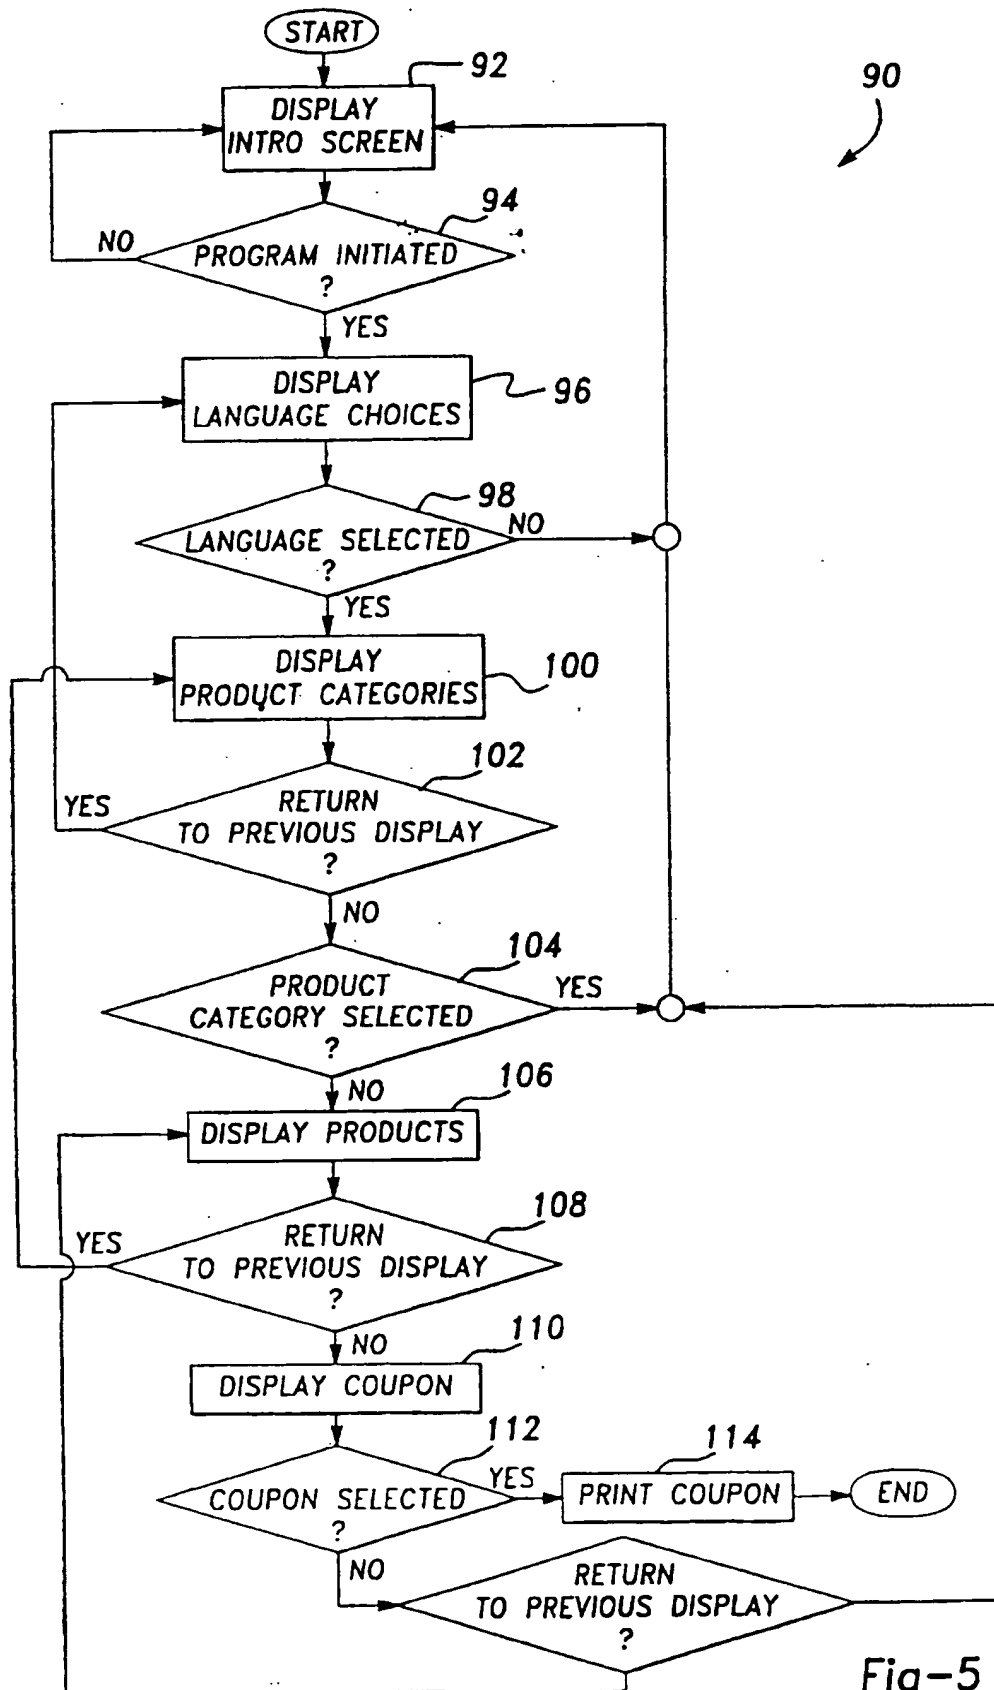 START
92
90
DISPLAY
INTRO SCREEN
94
NO
PROGRAM INITIATED
?
YES
DISPLAY
LANGUAGE CHOICES
96
98
NO
LANGUAGE SELECTED
?
YES
DISPLAY
PRODUCT CATEGORIES
100
102
YES
RETURN
TO PREVIOUS DISPLAY
?
NO
104
PRODUCT
CATEGORY SELECTED
?
YES
NO
106
DISPLAY PRODUCTS
108
YES
RETURN
TO PREVIOUS DISPLAY
?
NO
110
DISPLAY COUPON
112
COUPON SELECTED
?
YES
114
PRINT COUPON
END
NO
RETURN
TO PREVIOUS DISPLAY
?
Fig-5